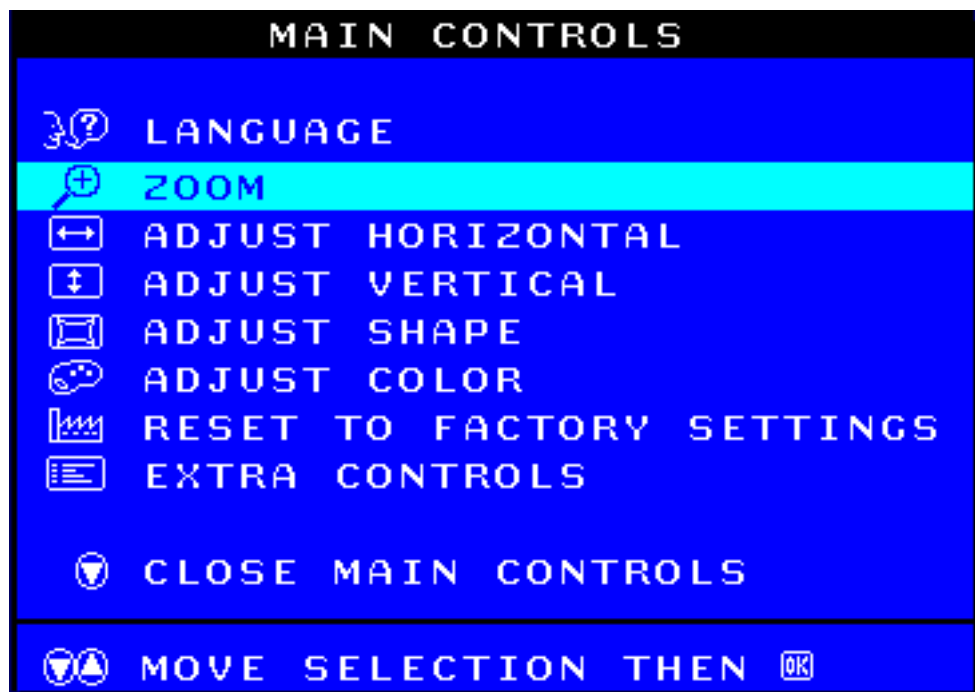 MAIN CONTROLS
LANGUAGE
ZOOM
ADJUST HORIZONTAL
ADJUST VERTICAL
ADJUST SHAPE
ADJUST COLOR
RESET TO FACTORY SETTINGS
EXTRA CONTROLS
CLOSE MAIN CONTROLS
MOVE SELECTION THEN OK